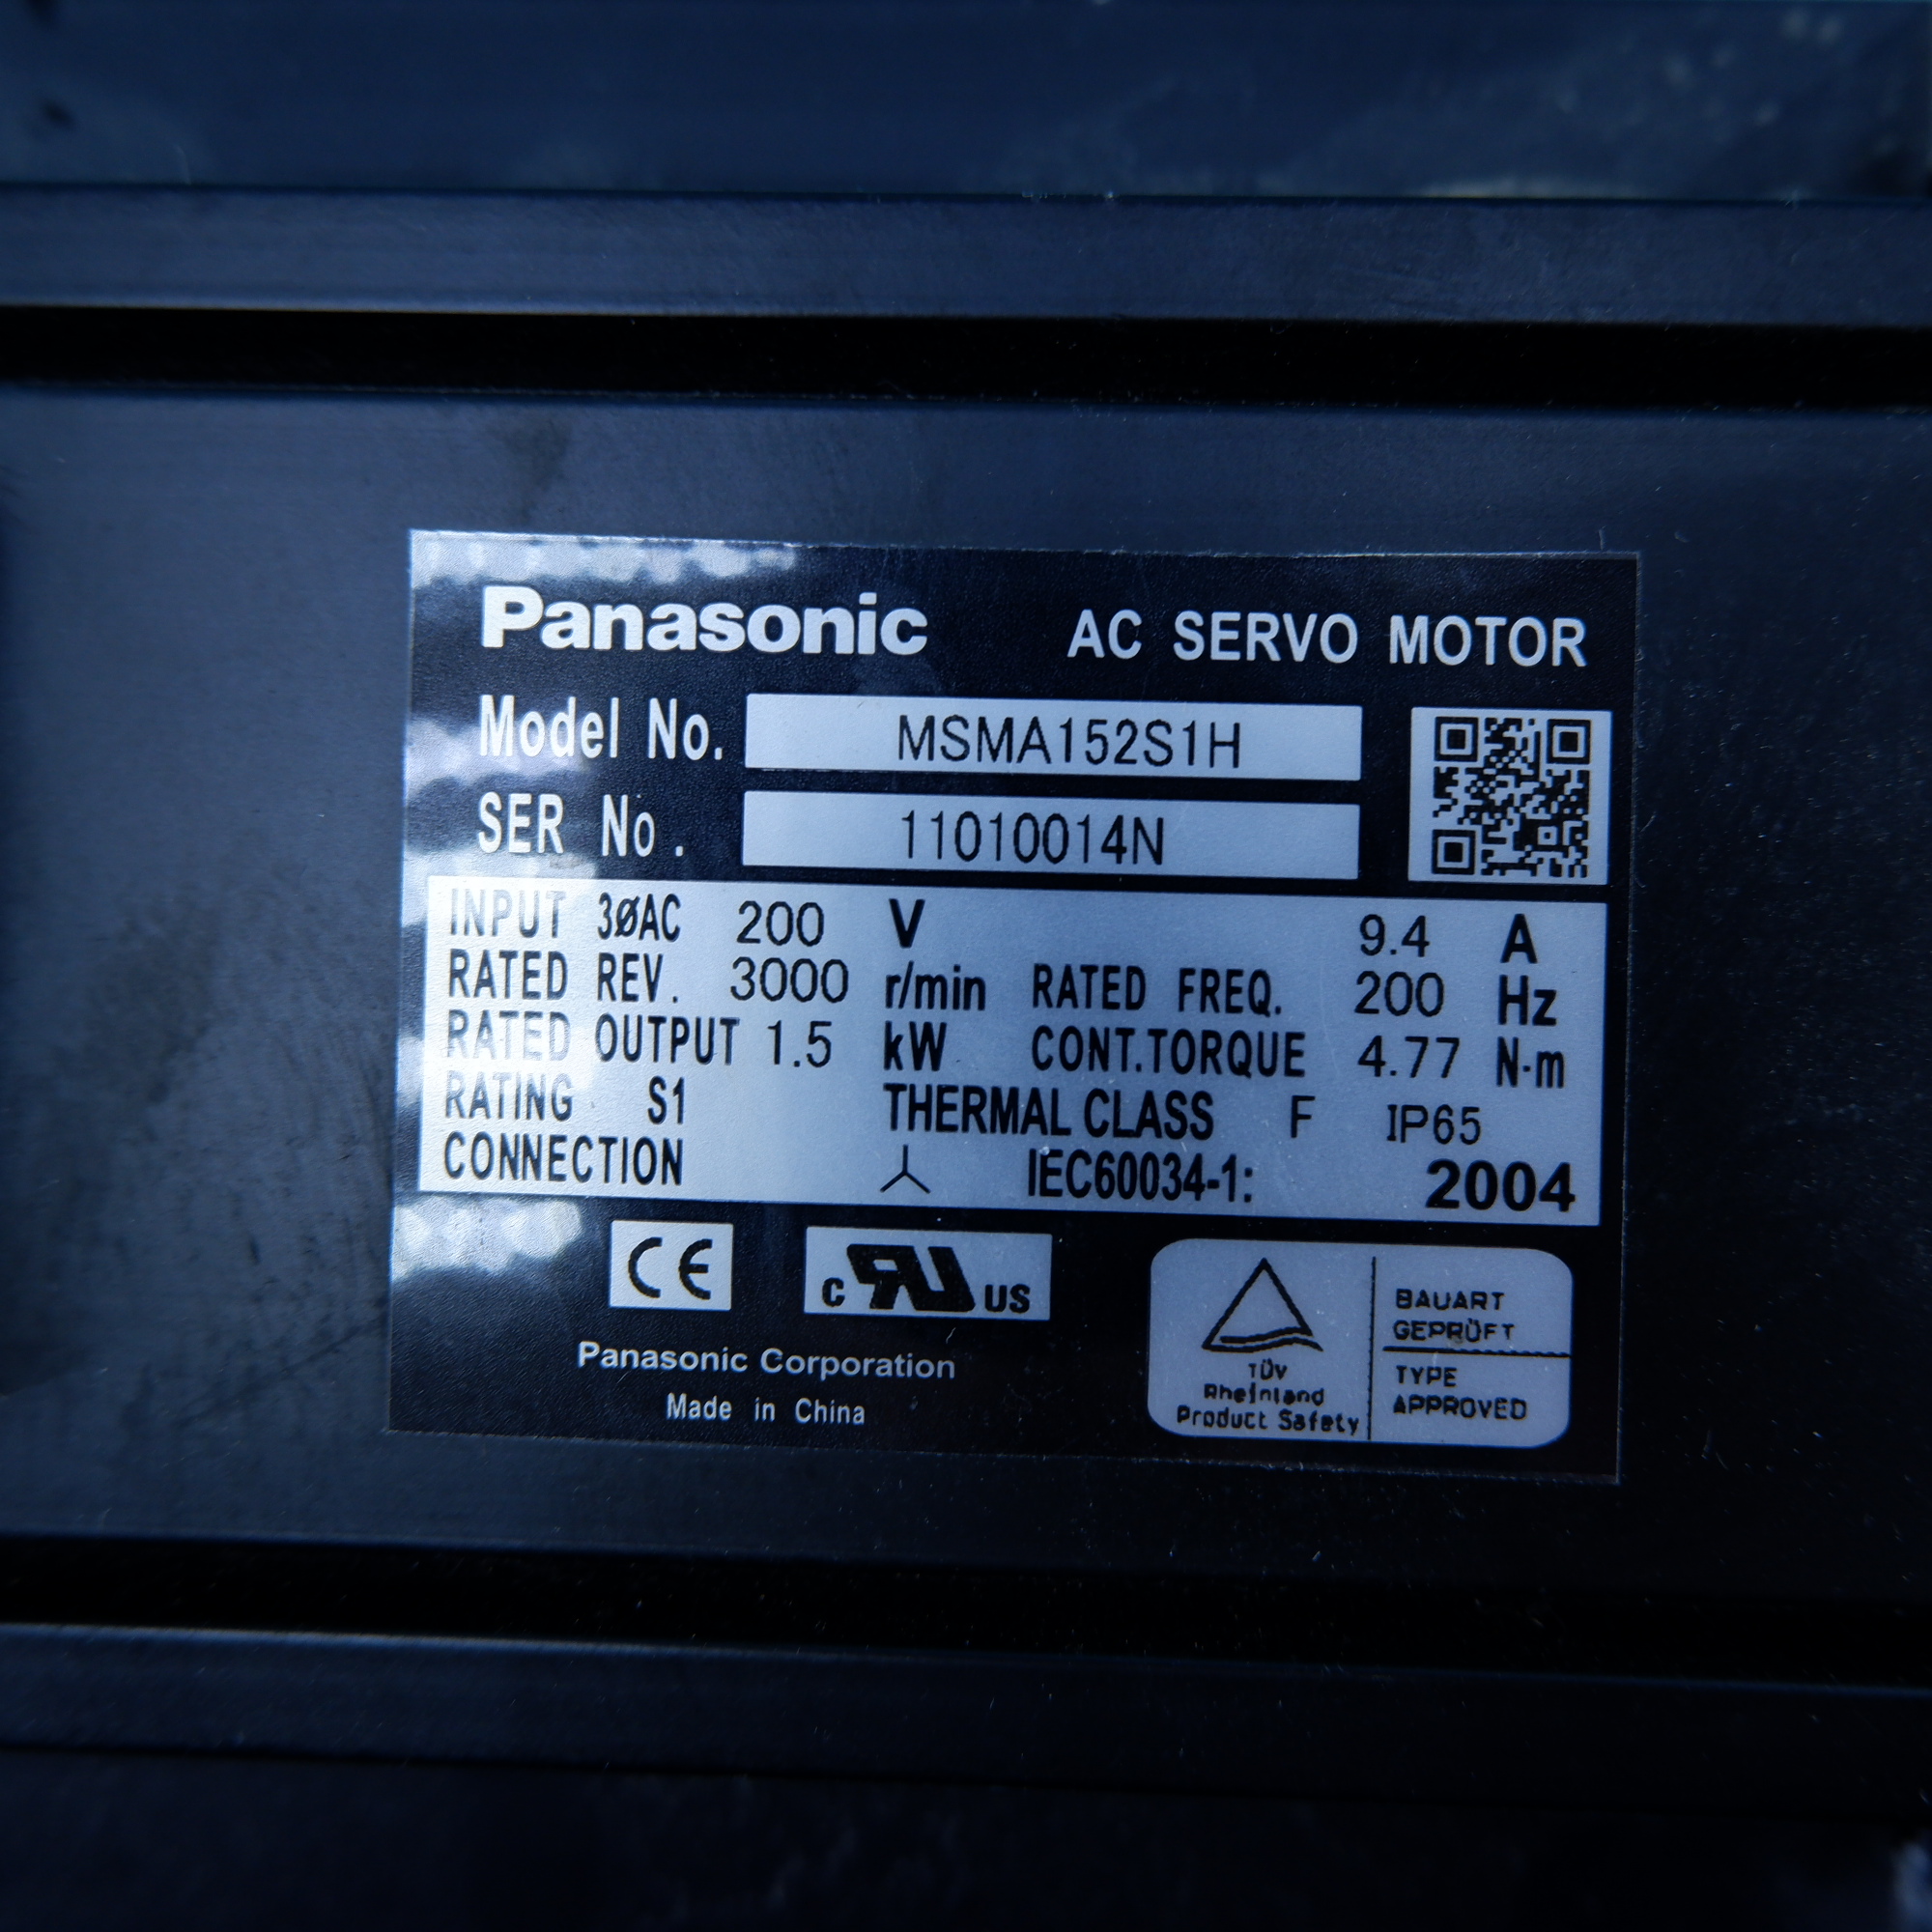 Panasonic AC SERVO MOTOR
Model No. MSMA152S1H
SER No. 11010014N
INPUT 3øAC 200 V 9.4 A
RATED REV. 3000 r/min RATED FREQ. 200 Hz
RATED OUTPUT 1.5 kW CONT.TORQUE 4.77 N·m
RATING S1 THERMAL CLASS F IP65
CONNECTION IEC60034-1: 2004
CE
c RU US
Panasonic Corporation
Made in China
TÜV
Rheinland
Product Safety
BAUART
GEPRÜFT
TYPE
APPROVED